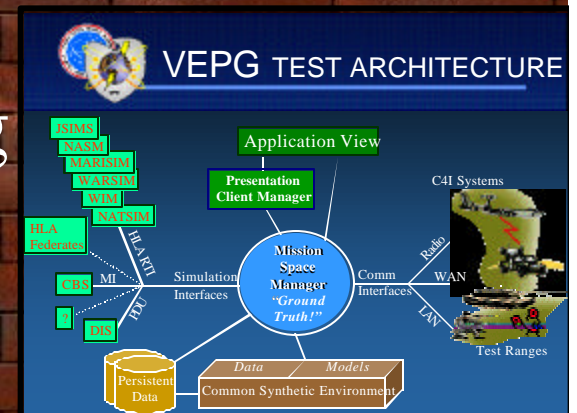 VEPG TEST ARCHITECTURE
g
JSIMS
NASM
MARISIM
WARSIM
WIM
NATSIM
HLA
Federates
CBS
?
DIS
HLA RTI
MI
PDU
Simulation
Interfaces
Application View
Presentation
Client Manager
Mission
Space
Manager
“Ground
Truth!”
Comm
Interfaces
C4I Systems
Radio
WAN
LAN
Test Ranges
Persistent
Data
Data Models
Common Synthetic Environment